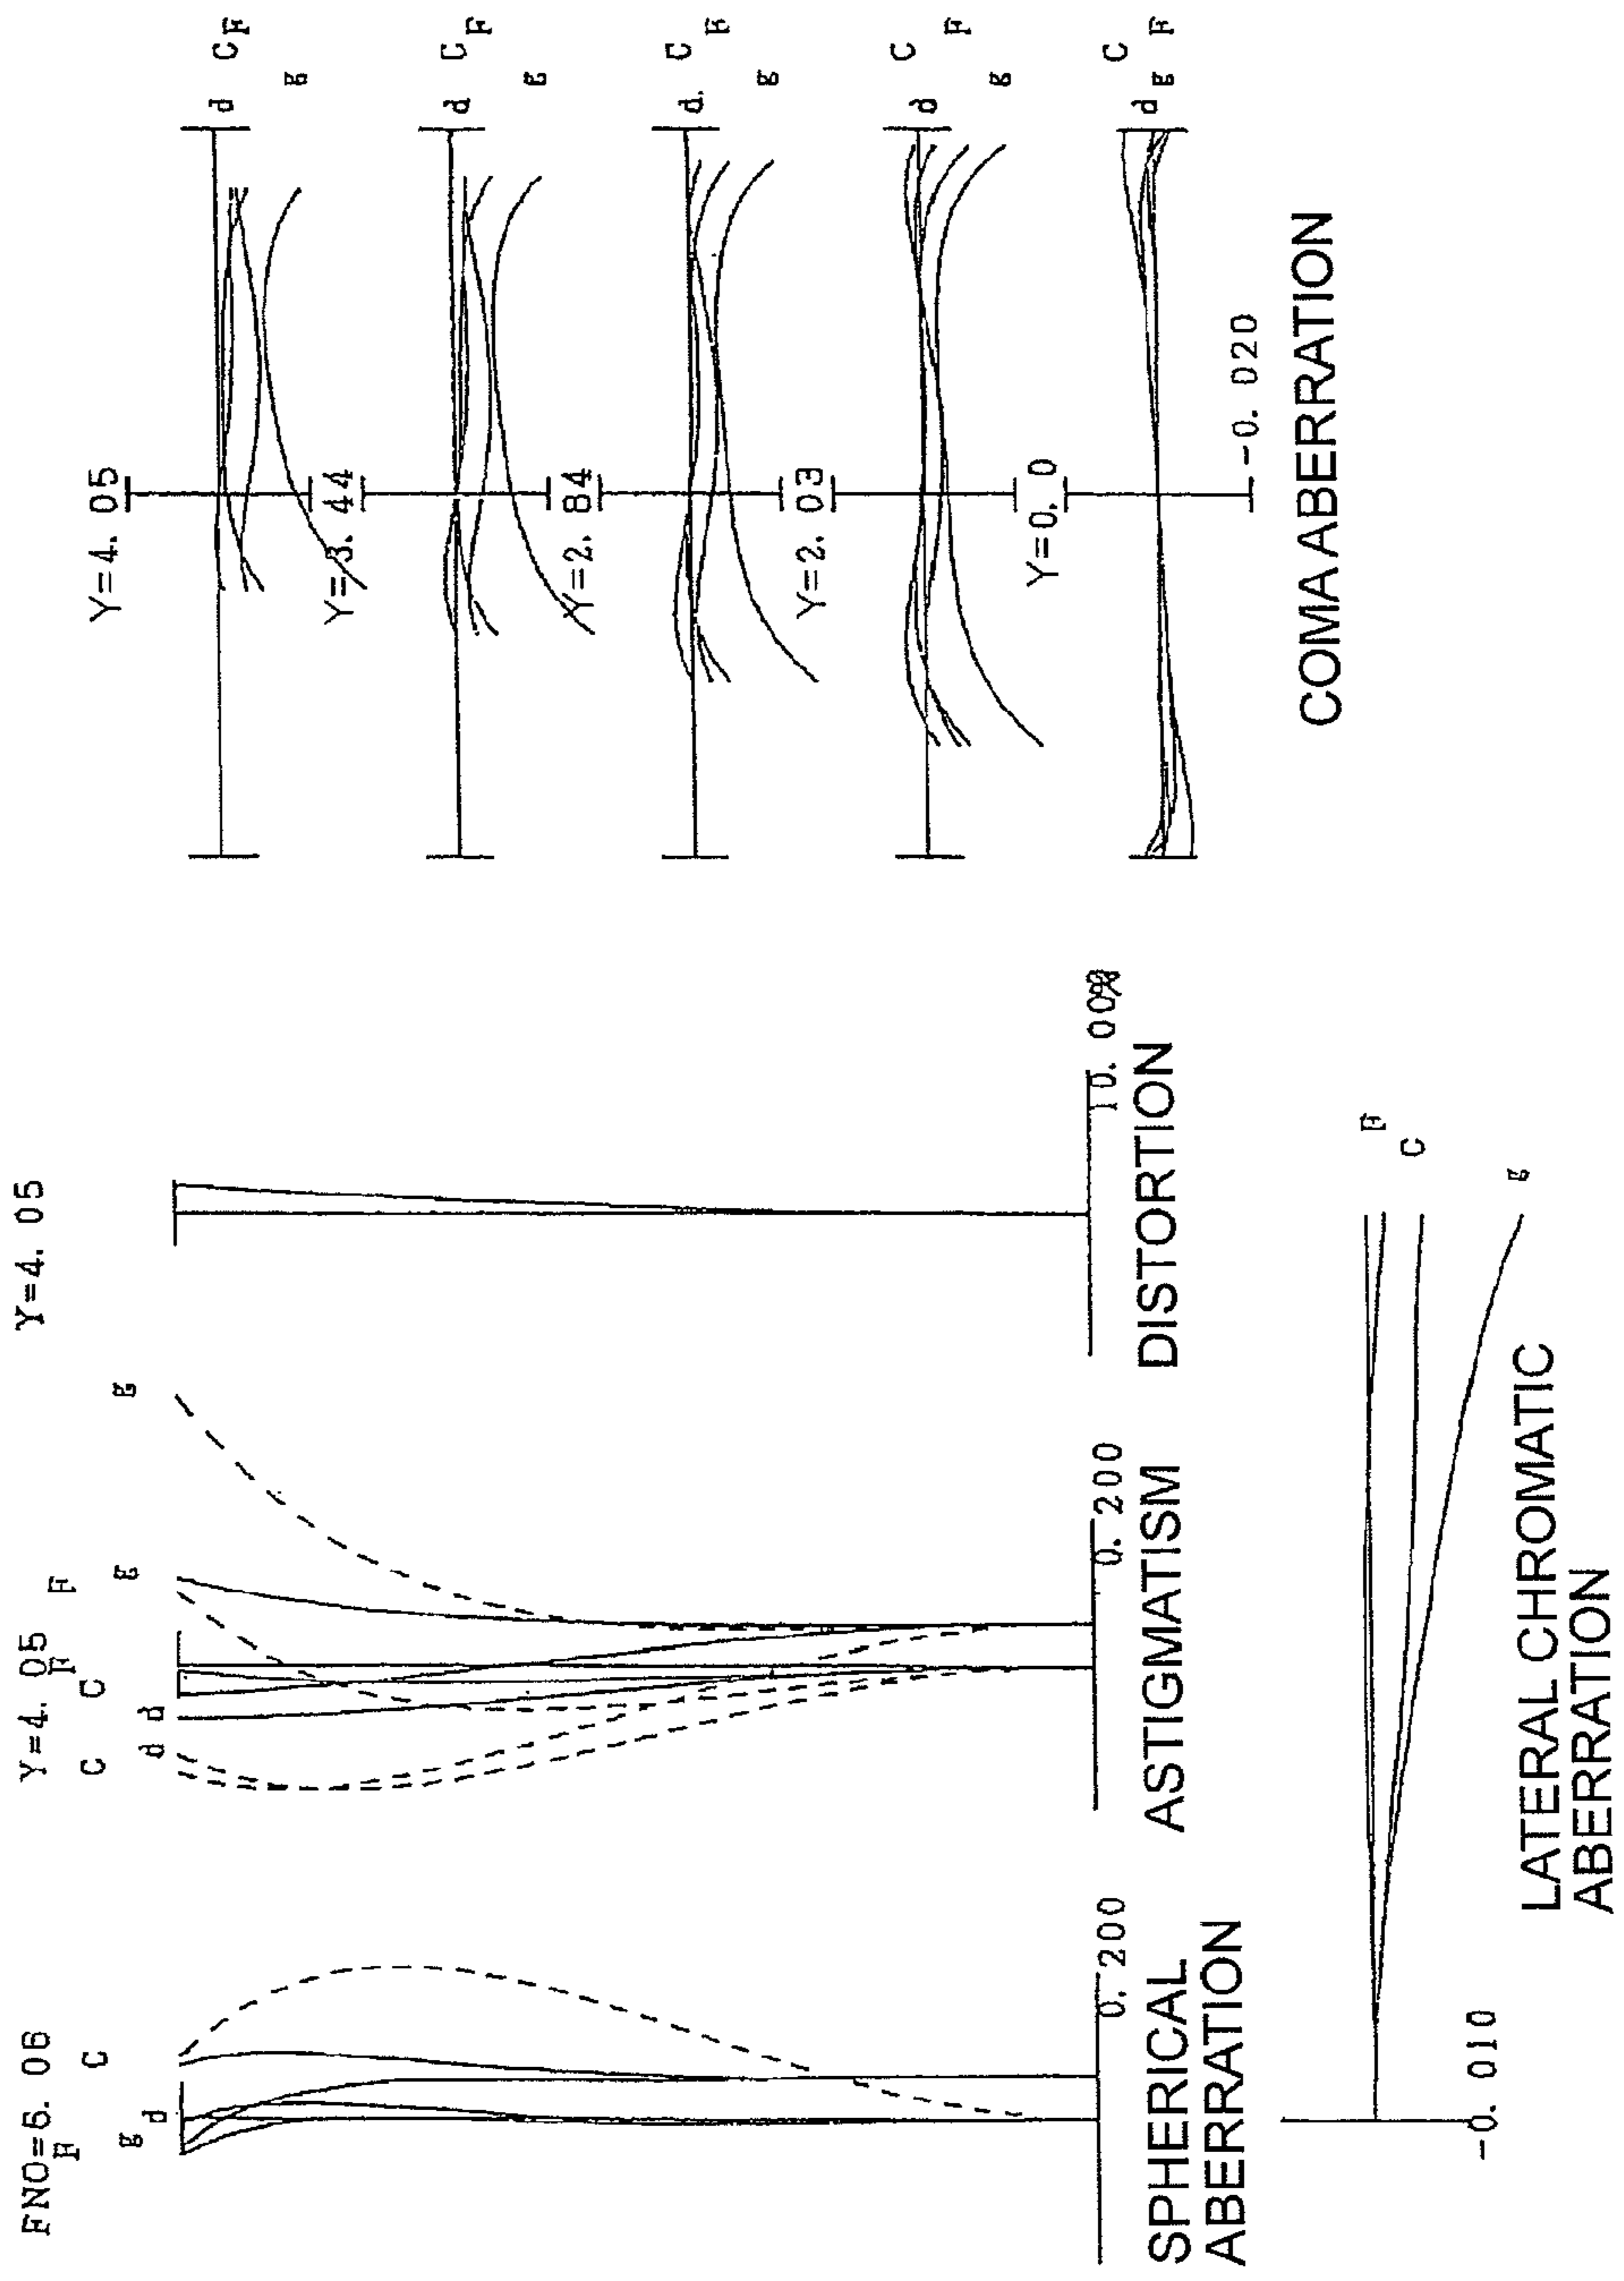 FNO=6. 06
F
C
g
d
0. 200
SPHERICAL
ABERRATION
Y=4. 05
F F
C C
g g
d d
0. 200
ASTIGMATISM
Y=4. 05
10. 00%
DISTORTION
Y=4. 05
d
g
C
F
Y=3. 44
d
g
C
F
Y=2. 84
d
g
C
F
Y=2. 03
d
g
C
F
Y=0. 0
d
g
C
F
-0. 020
COMA ABERRATION
F
C
g
-0. 010
LATERAL CHROMATIC
ABERRATION